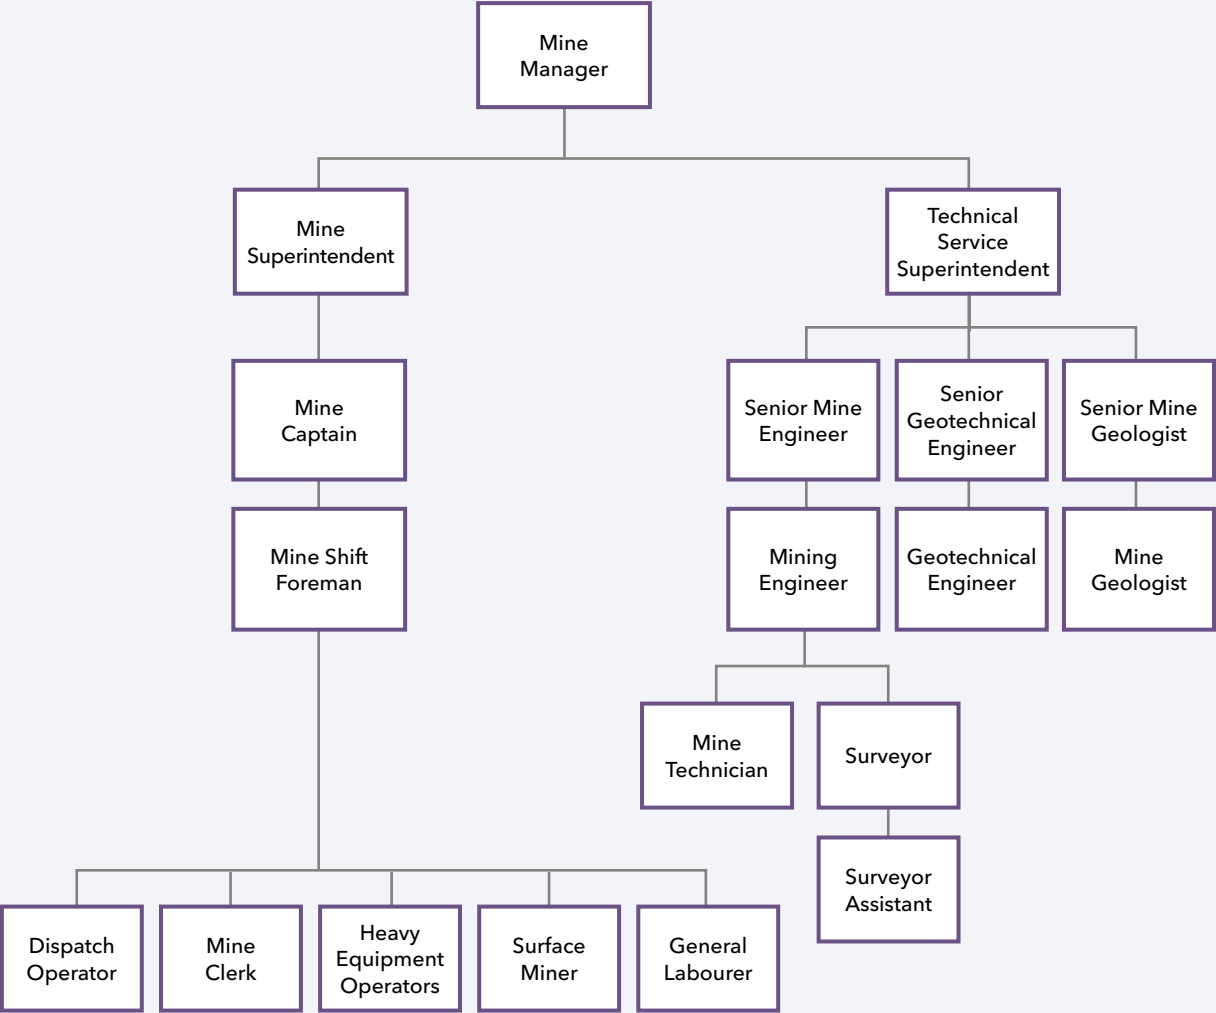 Mine
Manager
Mine
Superintendent
Technical
Service
Superintendent
Mine
Captain
Senior Mine
Engineer
Senior
Geotechnical
Engineer
Senior Mine
Geologist
Mine Shift
Foreman
Mining
Engineer
Geotechnical
Engineer
Mine
Geologist
Mine
Technician
Surveyor
Surveyor
Assistant
Dispatch
Operator
Mine
Clerk
Heavy
Equipment
Operators
Surface
Miner
General
Labourer